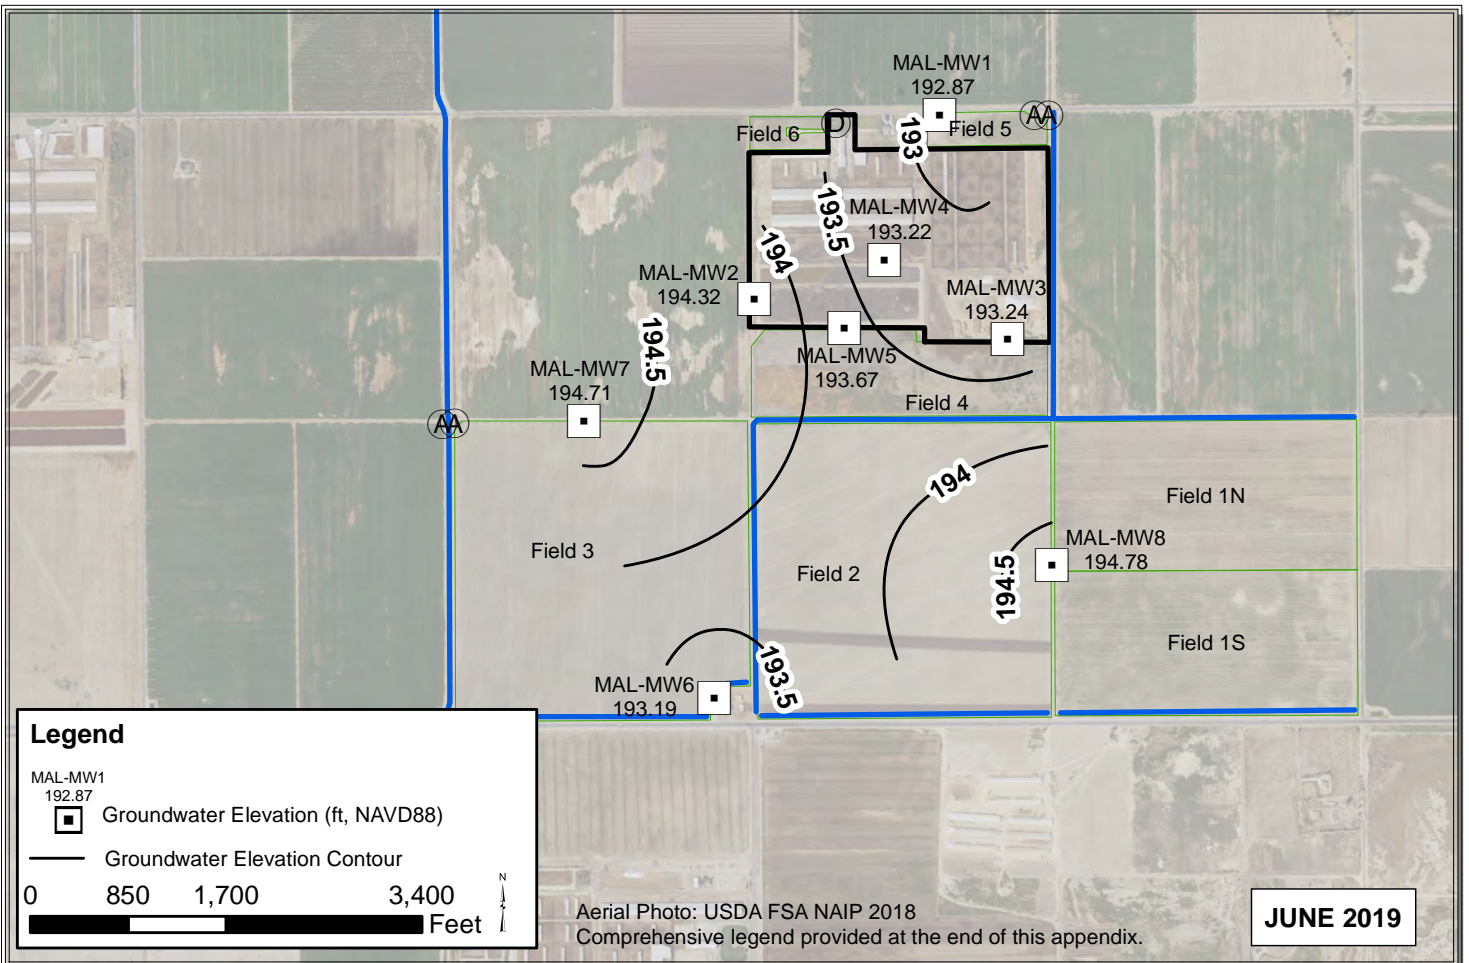 MAL-MW1
192.87
AA
Field 6
D
Field 5
193
193.5
MAL-MW4
193.22
194
MAL-MW2
194.32
MAL-MW3
193.24
194.5
MAL-MW5
193.67
MAL-MW7
194.71
Field 4
AA
194
Field 1N
MAL-MW8
194.78
Field 3
Field 2
194.5
Field 1S
MAL-MW6
193.19
193.5
Legend
MAL-MW1
192.87
Groundwater Elevation (ft, NAVD88)
Groundwater Elevation Contour
0 850 1,700 3,400
Feet
N
Aerial Photo: USDA FSA NAIP 2018
Comprehensive legend provided at the end of this appendix.
JUNE 2019